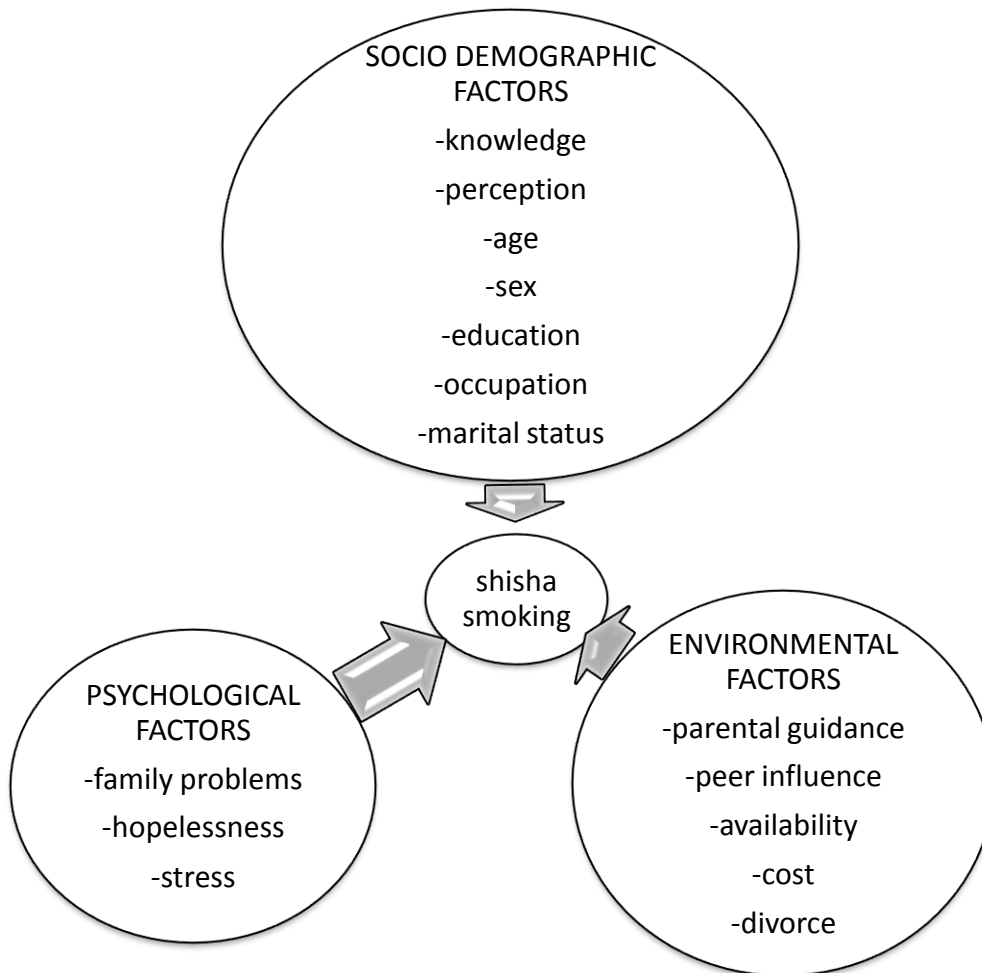 SOCIO DEMOGRAPHIC
FACTORS
-knowledge
-perception
-age
-sex
-education
-occupation
-marital status
shisha
smoking
PSYCHOLOGICAL
FACTORS
-family problems
-hopelessness
-stress
ENVIRONMENTAL
FACTORS
-parental guidance
-peer influence
-availability
-cost
-divorce